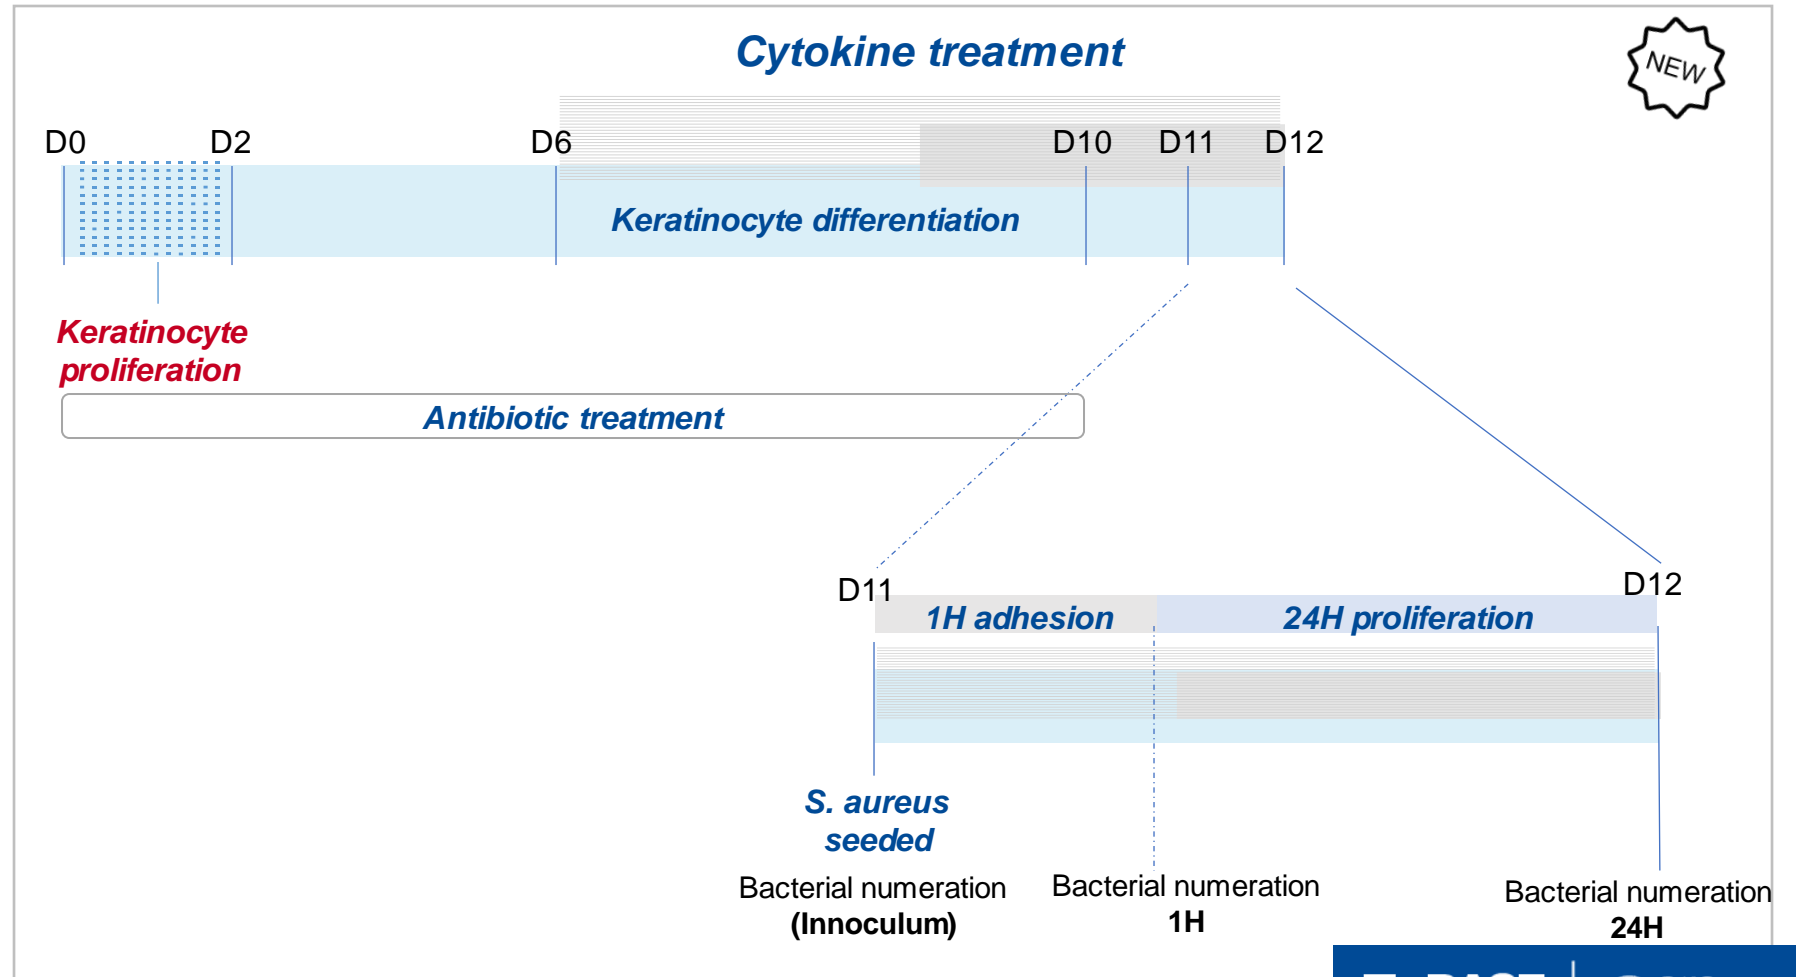 Cytokine treatment
NEW
D0
D2
D6
D10
D11
D12
Keratinocyte differentiation
Keratinocyte
proliferation
Antibiotic treatment
D11
D12
1H adhesion
24H proliferation
S. aureus
seeded
Bacterial numeration
(Innoculum)
Bacterial numeration
1H
Bacterial numeration
24H